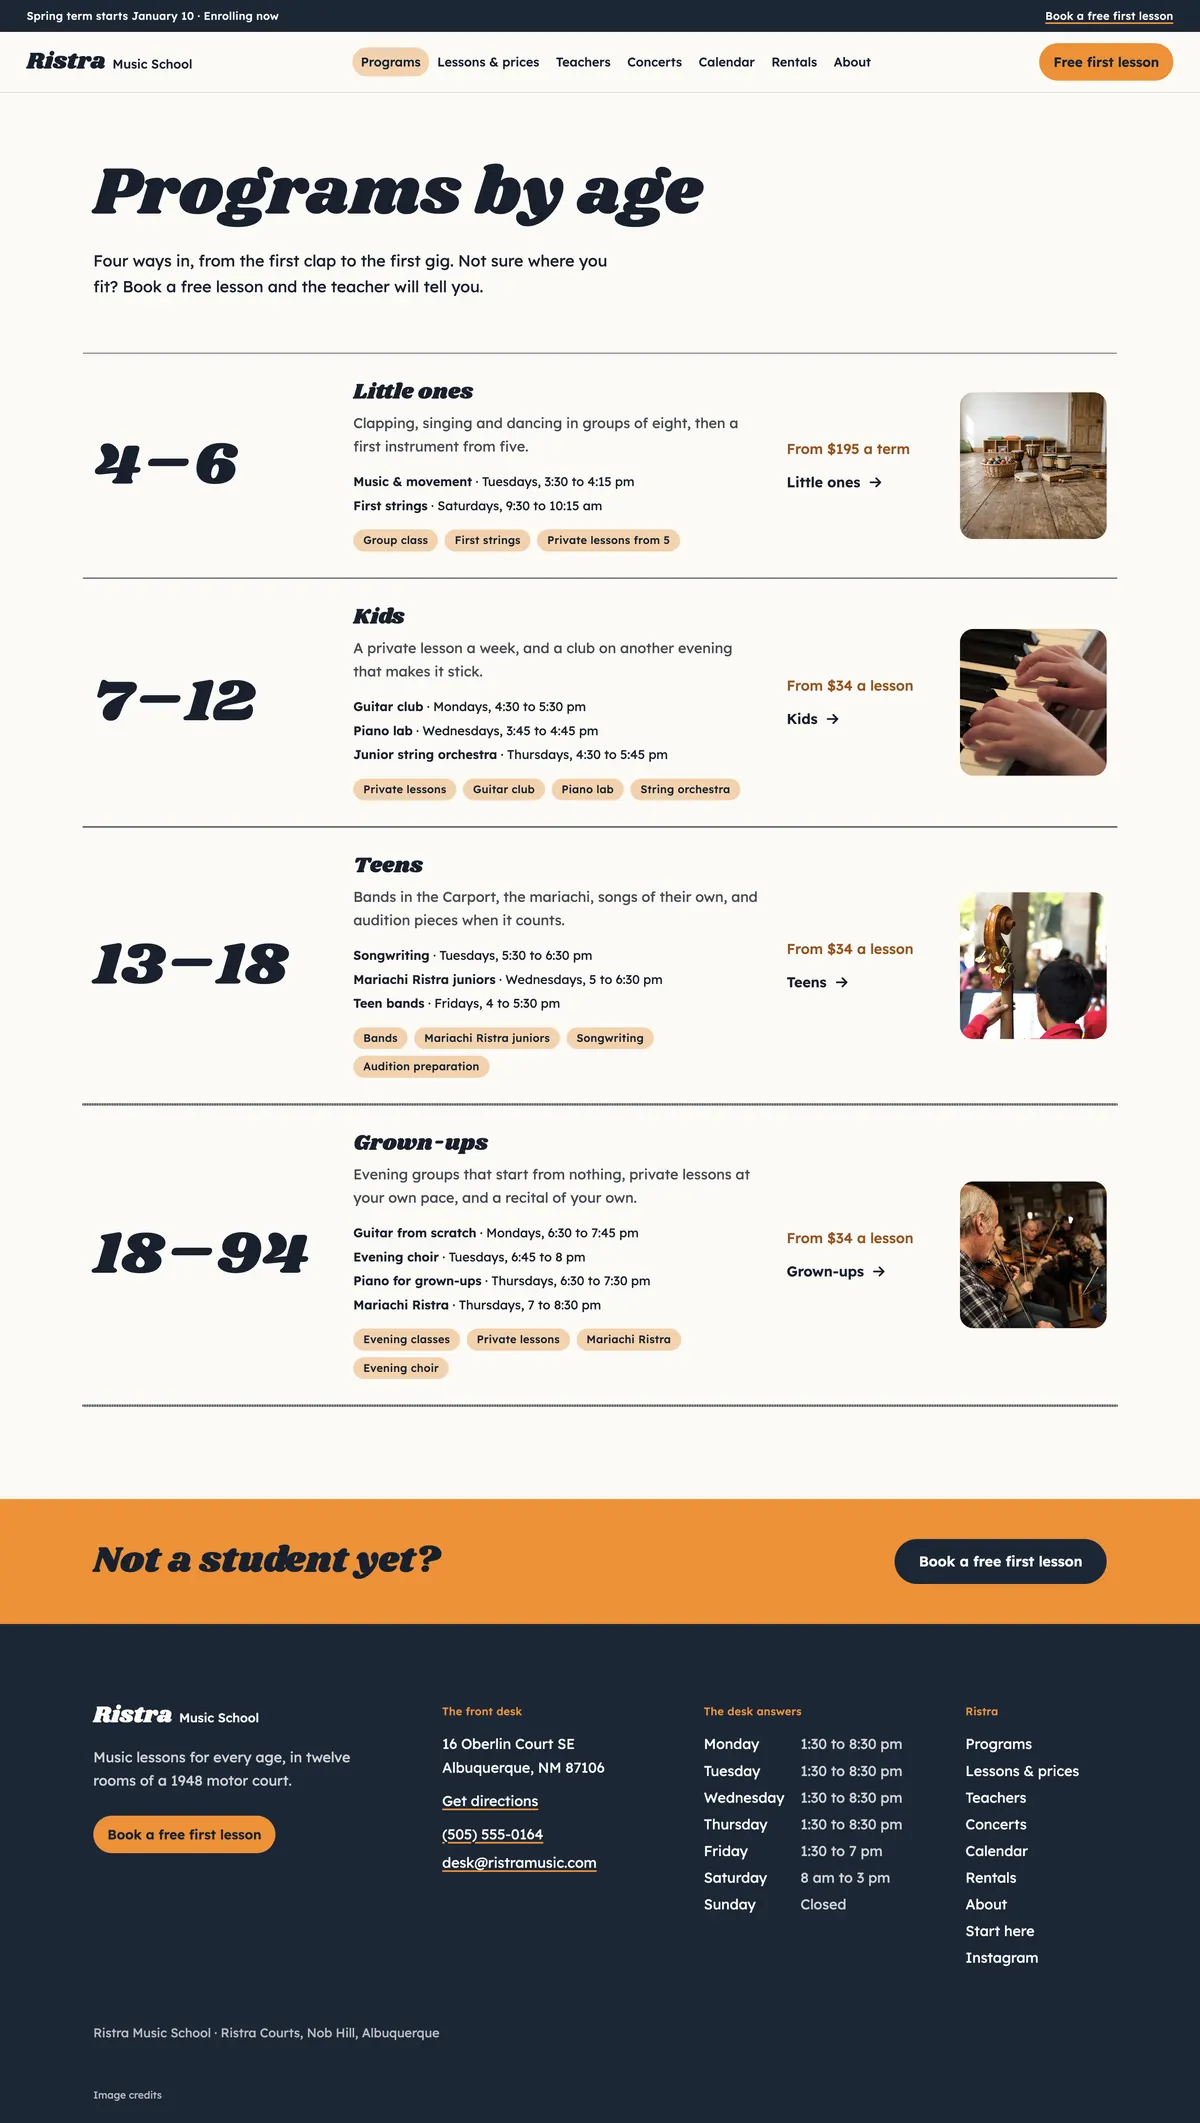 Spring term starts January 10 · Enrolling now
Book a free first lesson
Ristra Music School
Programs
Lessons & prices
Teachers
Concerts
Calendar
Rentals
About
Free first lesson
Programs by age
Four ways in, from the first clap to the first gig. Not sure where you
fit? Book a free lesson and the teacher will tell you.
4–6
Little ones
Clapping, singing and dancing in groups of eight, then a
first instrument from five.
Music & movement · Tuesdays, 3:30 to 4:15 pm
First strings · Saturdays, 9:30 to 10:15 am
Group class
First strings
Private lessons from 5
From $195 a term
Little ones →
7–12
Kids
A private lesson a week, and a club on another evening
that makes it stick.
Guitar club · Mondays, 4:30 to 5:30 pm
Piano lab · Wednesdays, 3:45 to 4:45 pm
Junior string orchestra · Thursdays, 4:30 to 5:45 pm
Private lessons
Guitar club
Piano lab
String orchestra
From $34 a lesson
Kids →
13–18
Teens
Bands in the Carport, the mariachi, songs of their own, and
audition pieces when it counts.
Songwriting · Tuesdays, 5:30 to 6:30 pm
Mariachi Ristra juniors · Wednesdays, 5 to 6:30 pm
Teen bands · Fridays, 4 to 5:30 pm
Bands
Mariachi Ristra juniors
Songwriting
Audition preparation
From $34 a lesson
Teens →
18–94
Grown-ups
Evening groups that start from nothing, private lessons at
your own pace, and a recital of your own.
Guitar from scratch · Mondays, 6:30 to 7:45 pm
Evening choir · Tuesdays, 6:45 to 8 pm
Piano for grown-ups · Thursdays, 6:30 to 7:30 pm
Mariachi Ristra · Thursdays, 7 to 8:30 pm
Evening classes
Private lessons
Mariachi Ristra
Evening choir
From $34 a lesson
Grown-ups →
Not a student yet?
Book a free first lesson
Ristra Music School
Music lessons for every age, in twelve
rooms of a 1948 motor court.
Book a free first lesson
The front desk
16 Oberlin Court SE
Albuquerque, NM 87106
Get directions
(505) 555-0164
desk@ristramusic.com
The desk answers
Monday 1:30 to 8:30 pm
Tuesday 1:30 to 8:30 pm
Wednesday 1:30 to 8:30 pm
Thursday 1:30 to 8:30 pm
Friday 1:30 to 7 pm
Saturday 8 am to 3 pm
Sunday Closed
Ristra
Programs
Lessons & prices
Teachers
Concerts
Calendar
Rentals
About
Start here
Instagram
Ristra Music School · Ristra Courts, Nob Hill, Albuquerque
Image credits